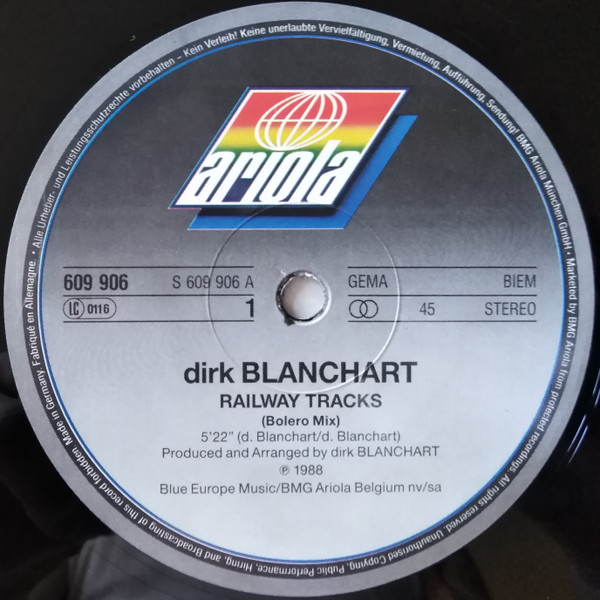 • Alle Urheber- und Leistungsschutzrechte vorbehalten – Kein Verleih! Keine unerlaubte Vervielfältigung, Vermietung, Aufführung, Sendung! BMG Ariola München GmbH • Marketed by BMG Ariola from protected recordings. All rights reserved. Unauthorised Copying, Public Performance, Hiring, and Broadcasting of this record forbidden. Made in Germany. Fabriqué en Allemagne.
ariola
609 906 S 609 906 A GEMA BIEM
LC 0116 1 45 STEREO
dirk BLANCHART
RAILWAY TRACKS
(Bolero Mix)
5'22" (d. Blanchart/d. Blanchart)
Produced and Arranged by dirk BLANCHART
℗ 1988
Blue Europe Music/BMG Ariola Belgium nv/sa